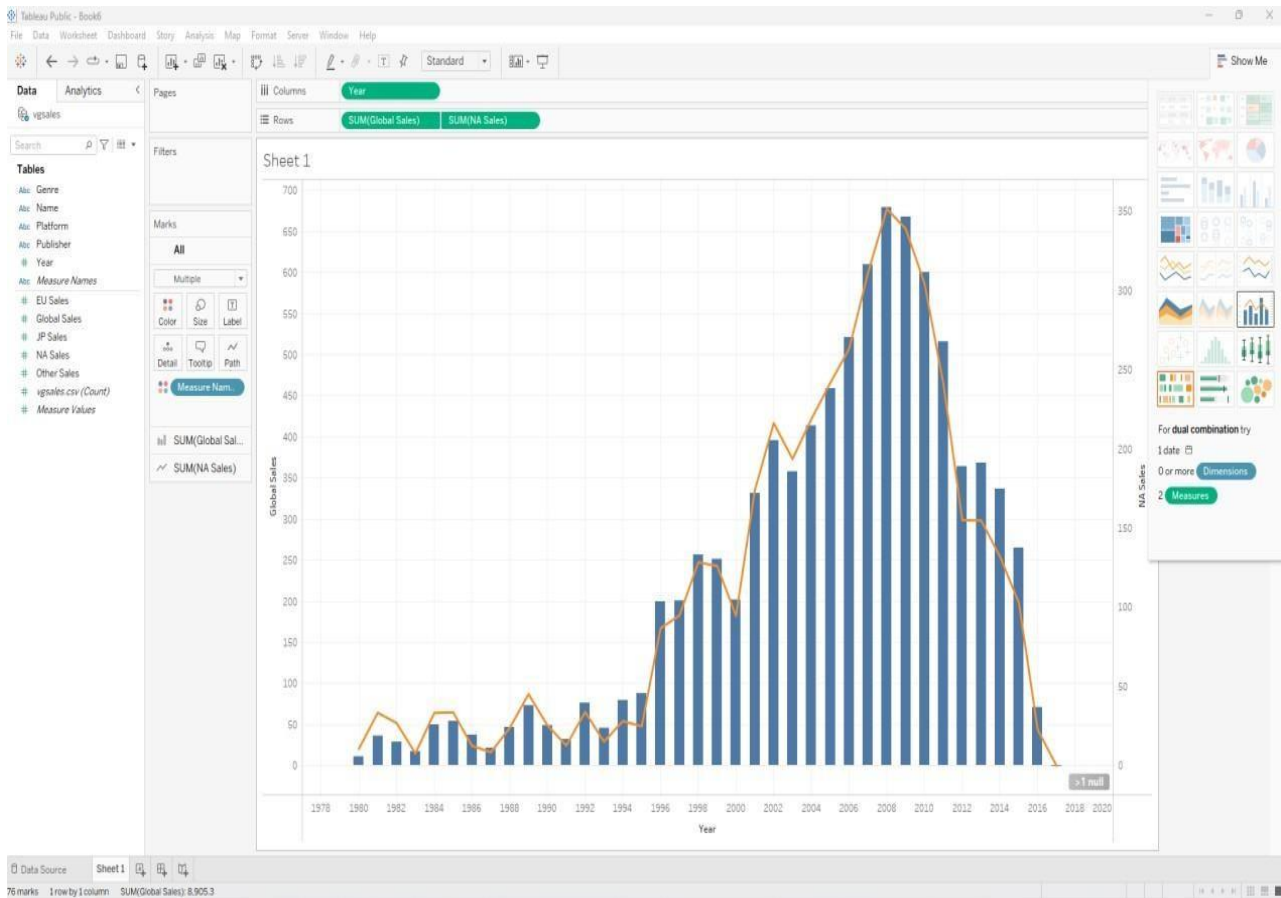 Tableau Public - Book6
File Data Worksheet Dashboard Story Analysis Map Format Server Window Help
Standard
Show Me
Data Analytics
vgsales
Search
Tables
Abc Genre
Abc Name
Abc Platform
Abc Publisher
# Year
Abc Measure Names
# EU Sales
# Global Sales
# JP Sales
# NA Sales
# Other Sales
# vgsales.csv (Count)
# Measure Values
Pages
Filters
Marks
All
Multiple
Color Size Label
Detail Tooltip Path
Measure Nam..
SUM(Global Sal...
SUM(NA Sales)
Columns Year
Rows SUM(Global Sales) SUM(NA Sales)
Sheet 1
Global Sales
700
650
600
550
500
450
400
350
300
250
200
150
100
50
0
NA Sales
350
300
250
200
150
100
50
0
>1 null
1978 1980 1982 1984 1986 1988 1990 1992 1994 1996 1998 2000 2002 2004 2006 2008 2010 2012 2014 2016 2018 2020
Year
For dual combination try
1 date
0 or more Dimensions
2 Measures
Data Source Sheet 1
76 marks 1 row by 1 column SUM(Global Sales): 8,905.3